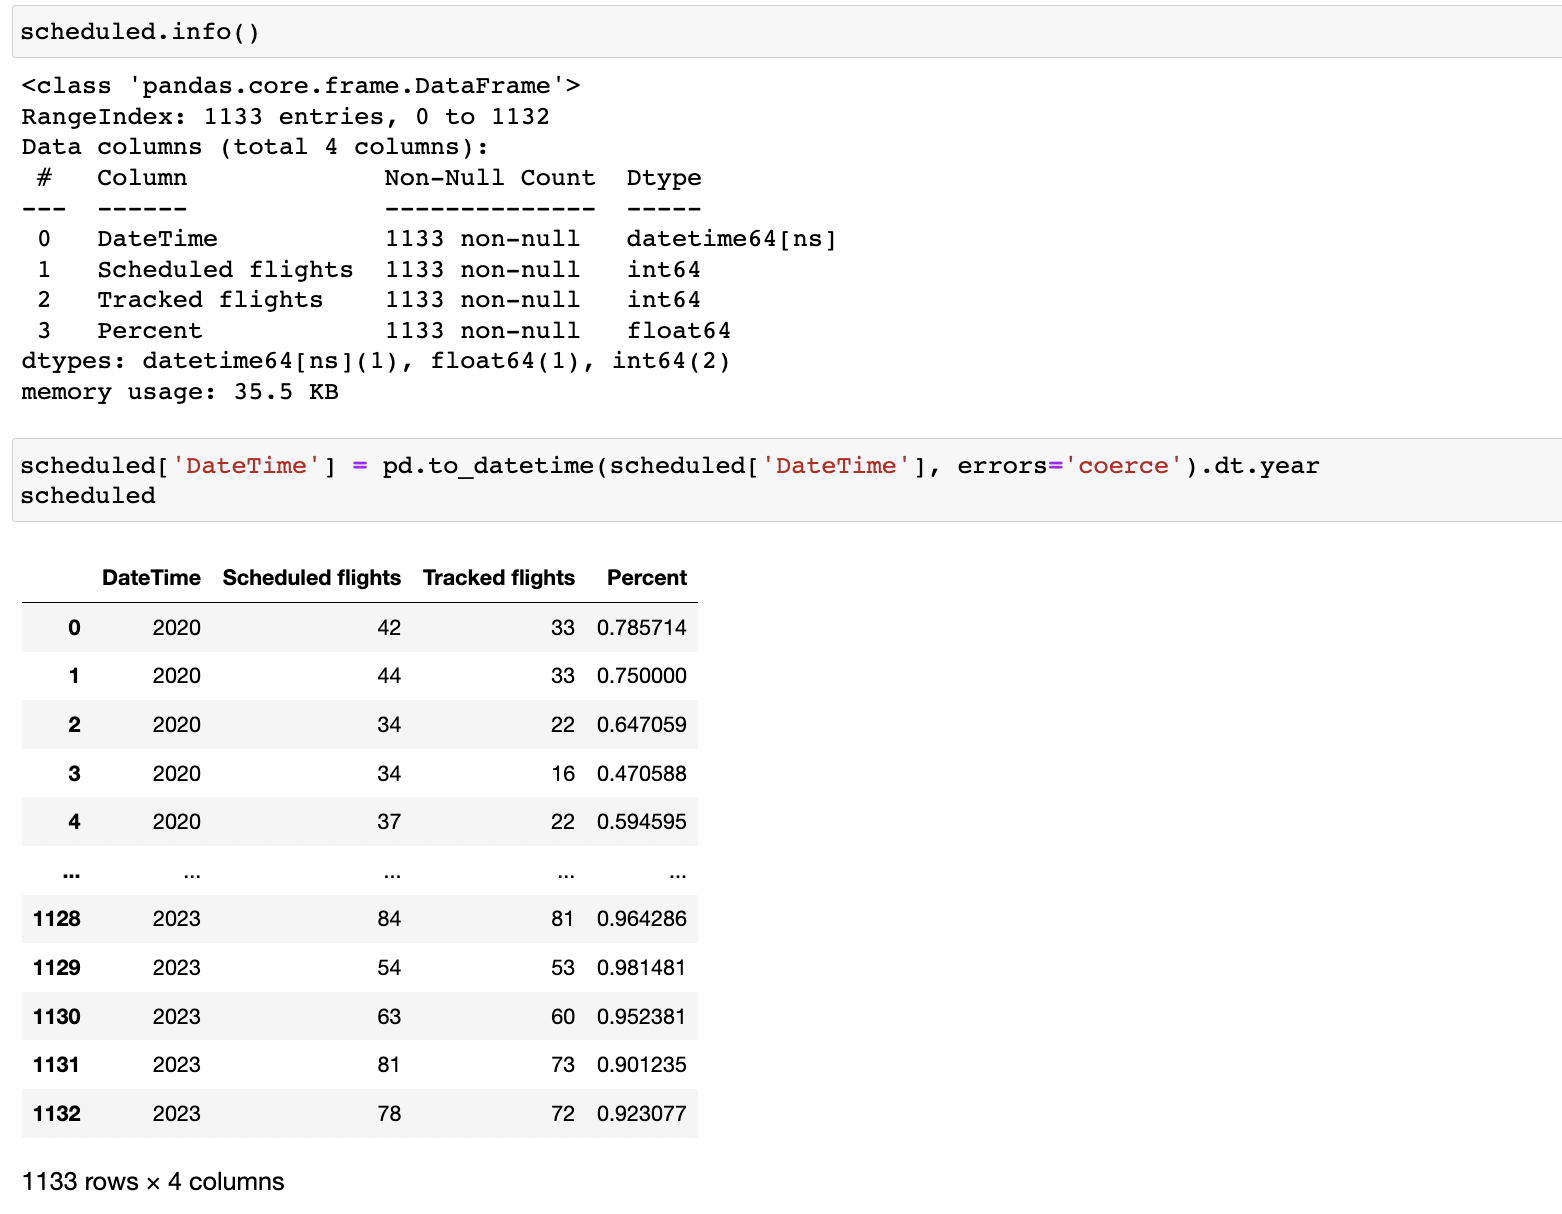 scheduled.info()
<class 'pandas.core.frame.DataFrame'>
RangeIndex: 1133 entries, 0 to 1132
Data columns (total 4 columns):
 #   Column             Non-Null Count  Dtype
---  ------             --------------  -----
 0   DateTime           1133 non-null   datetime64[ns]
 1   Scheduled flights  1133 non-null   int64
 2   Tracked flights    1133 non-null   int64
 3   Percent            1133 non-null   float64
dtypes: datetime64[ns](1), float64(1), int64(2)
memory usage: 35.5 KB
scheduled['DateTime'] = pd.to_datetime(scheduled['DateTime'], errors='coerce').dt.year
scheduled
DateTime Scheduled flights Tracked flights Percent
0 2020 42 33 0.785714
1 2020 44 33 0.750000
2 2020 34 22 0.647059
3 2020 34 16 0.470588
4 2020 37 22 0.594595
... ... ... ... ...
1128 2023 84 81 0.964286
1129 2023 54 53 0.981481
1130 2023 63 60 0.952381
1131 2023 81 73 0.901235
1132 2023 78 72 0.923077
1133 rows × 4 columns